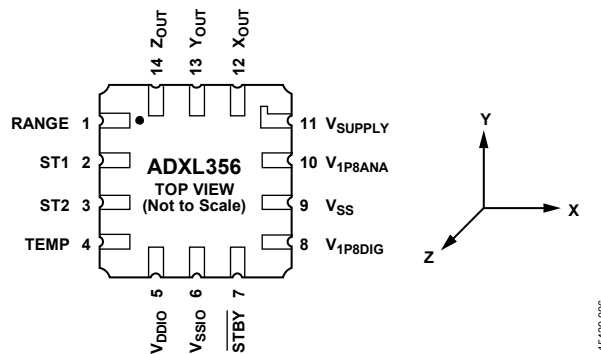 14 ZOUT
13 YOUT
12 XOUT
RANGE 1
ST1 2
ST2 3
TEMP 4
ADXL356
TOP VIEW
(Not to Scale)
11 VSUPPLY
10 V1P8ANA
9 VSS
8 V1P8DIG
VDDIO 5
VSSIO 6
STBY 7
Y
X
Z